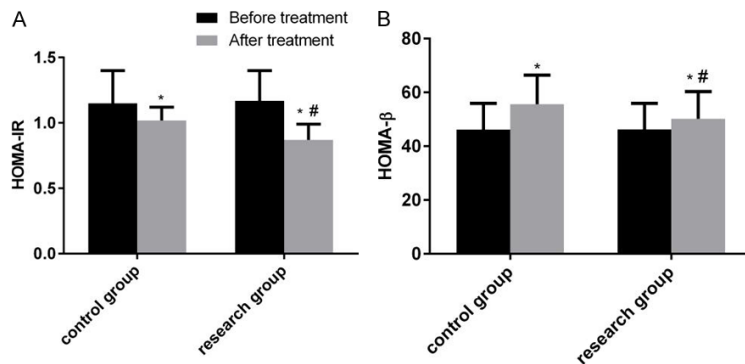 A
Before treatment
After treatment
HOMA-IR
1.5
1.0
0.5
0.0
*
* #
control group
research group
B
HOMA-β
80
60
40
20
0
*
* #
control group
research group